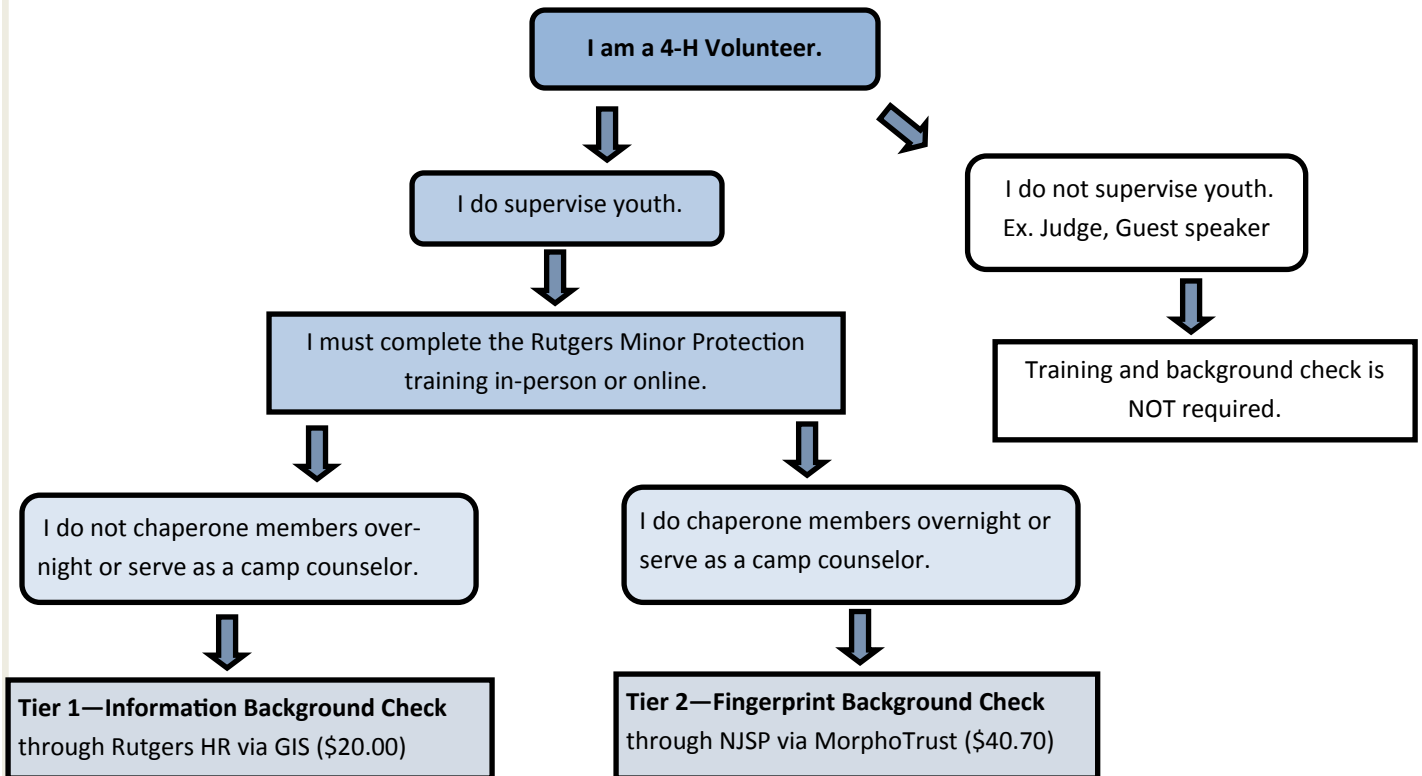 I am a 4-H Volunteer.
I do supervise youth.
I do not supervise youth.
Ex. Judge, Guest speaker
I must complete the Rutgers Minor Protection
training in-person or online.
Training and background check is
NOT required.
I do not chaperone members over-
night or serve as a camp counselor.
I do chaperone members overnight or
serve as a camp counselor.
Tier 1—Information Background Check
through Rutgers HR via GIS ($20.00)
Tier 2—Fingerprint Background Check
through NJSP via MorphoTrust ($40.70)